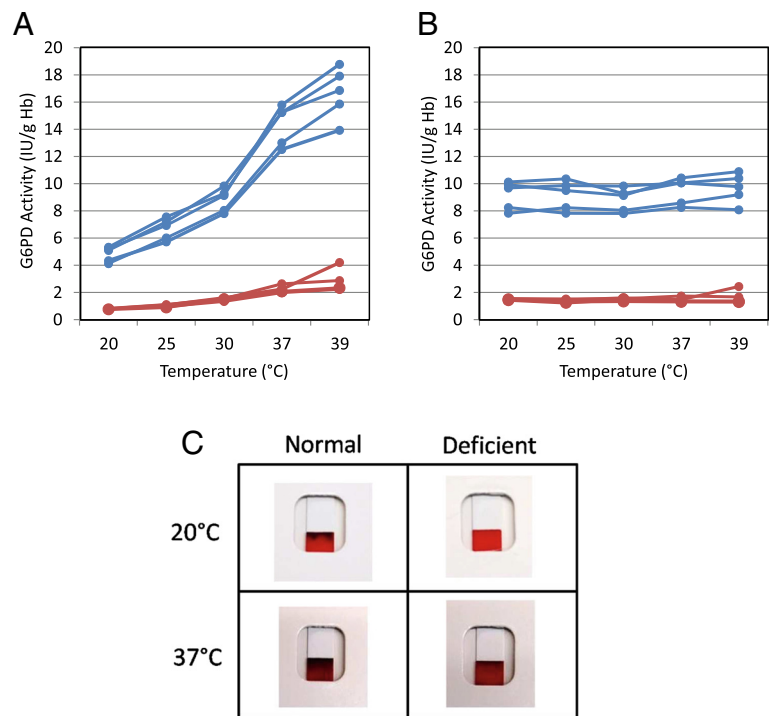 A
B
20
18
16
14
12
10
8
6
4
2
0
G6PD Activity (IU/g Hb)
20 25 30 37 39
Temperature (°C)
20
18
16
14
12
10
8
6
4
2
0
G6PD Activity (IU/g Hb)
20 25 30 37 39
Temperature (°C)
C
Normal Deficient
20°C
37°C